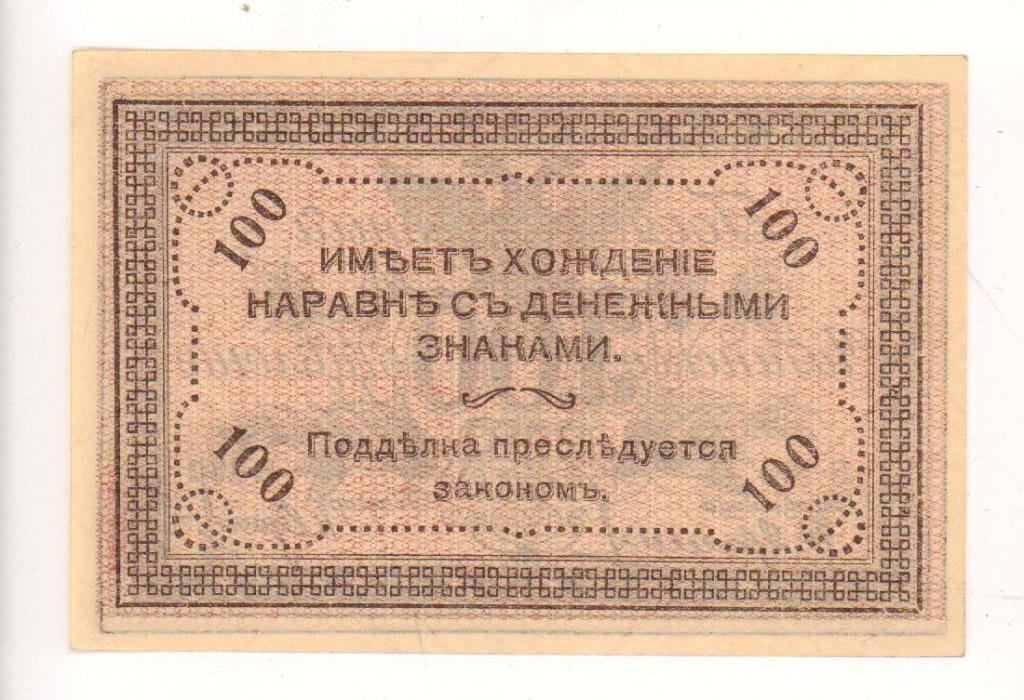 100 100
ИМѢЕТЪ ХОЖДЕНІЕ
НАРАВНѢ СЪ ДЕНЕЖНЫМИ
ЗНАКАМИ.
Поддѣлка преслѣдуется
закономъ.
100 100